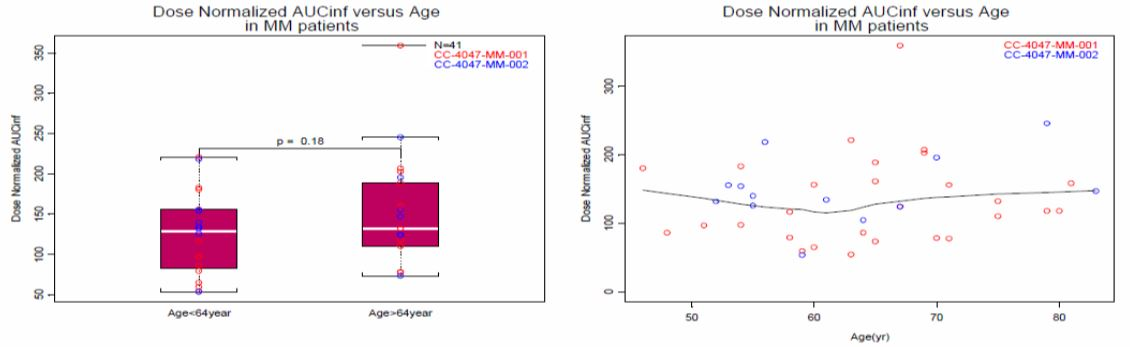 Dose Normalized AUCinf versus Age
in MM patients
N=41
CC-4047-MM-001
CC-4047-MM-002
p = 0.18
Dose Normalized AUCinf
350
300
250
200
150
100
50
Age<64year
Age>64year
Dose Normalized AUCinf versus Age
in MM patients
CC-4047-MM-001
CC-4047-MM-002
Dose Normalized AUCinf
300
200
100
0
50
60
70
80
Age(yr)